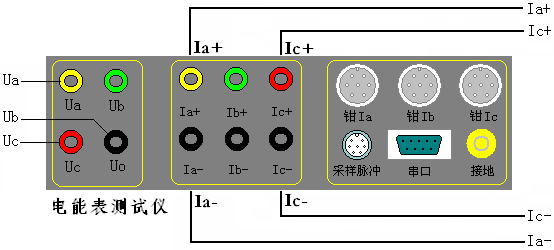 Ia+
Ic+
Ia+ Ic+
Ua
Ua Ub Ia+ Ib+ Ic+ 钳Ia 钳Ib 钳Ic
Ub
Uc
Uc Uo Ia- Ib- Ic- 采样脉冲 串口 接地
电能表测试仪 Ia- Ic-
Ic-
Ia-